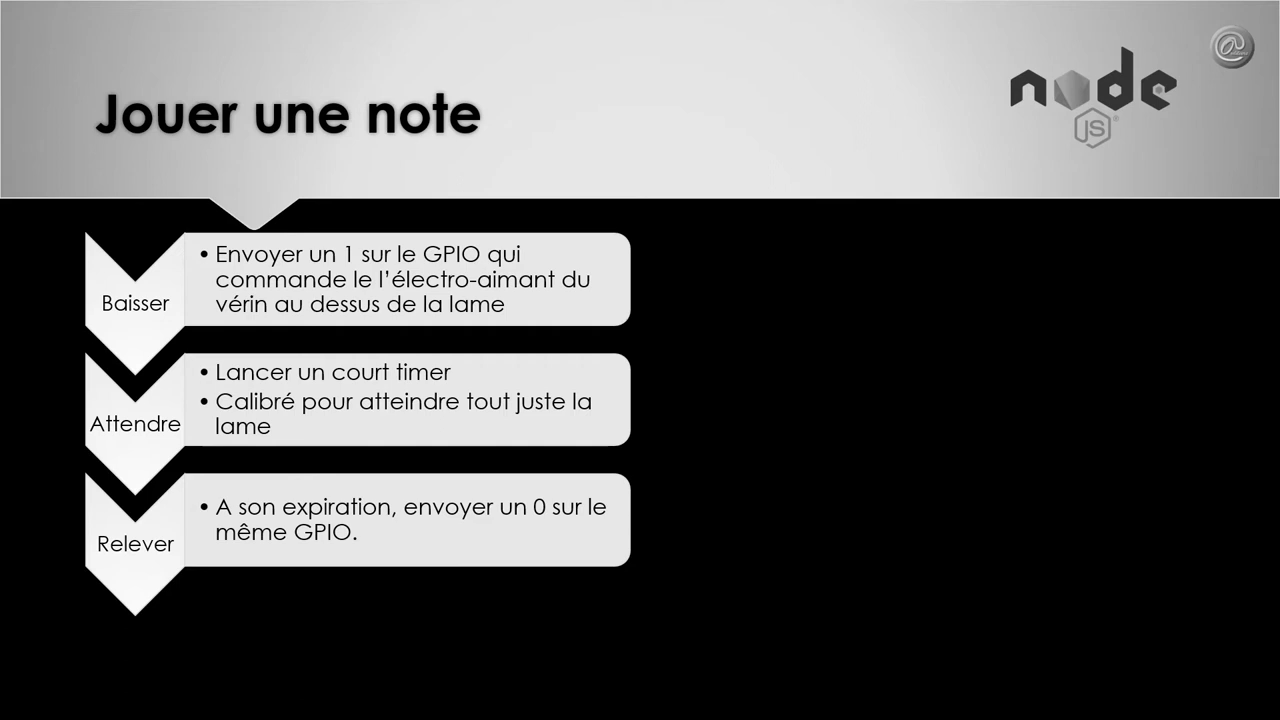 Jouer une note
node
JS
Baisser
• Envoyer un 1 sur le GPIO qui
commande le l’électro-aimant du
vérin au dessus de la lame
Attendre
• Lancer un court timer
• Calibré pour atteindre tout juste la
lame
Relever
• A son expiration, envoyer un 0 sur le
même GPIO.